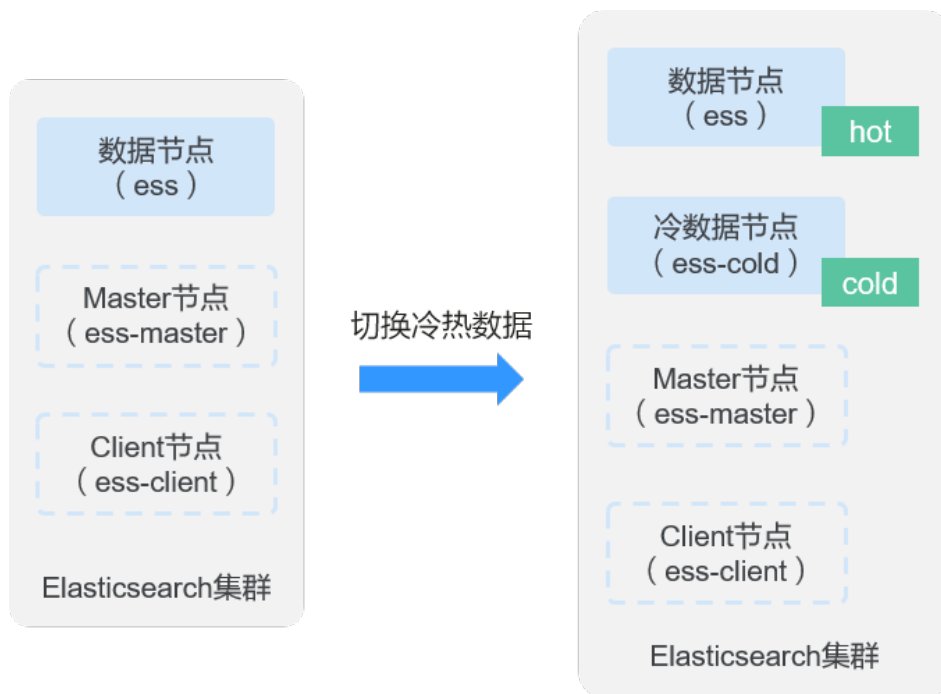 数据节点
（ess）
Master节点
（ess-master）
Client节点
（ess-client）
Elasticsearch集群
切换冷热数据
数据节点
（ess）
hot
冷数据节点
（ess-cold）
cold
Master节点
（ess-master）
Client节点
（ess-client）
Elasticsearch集群